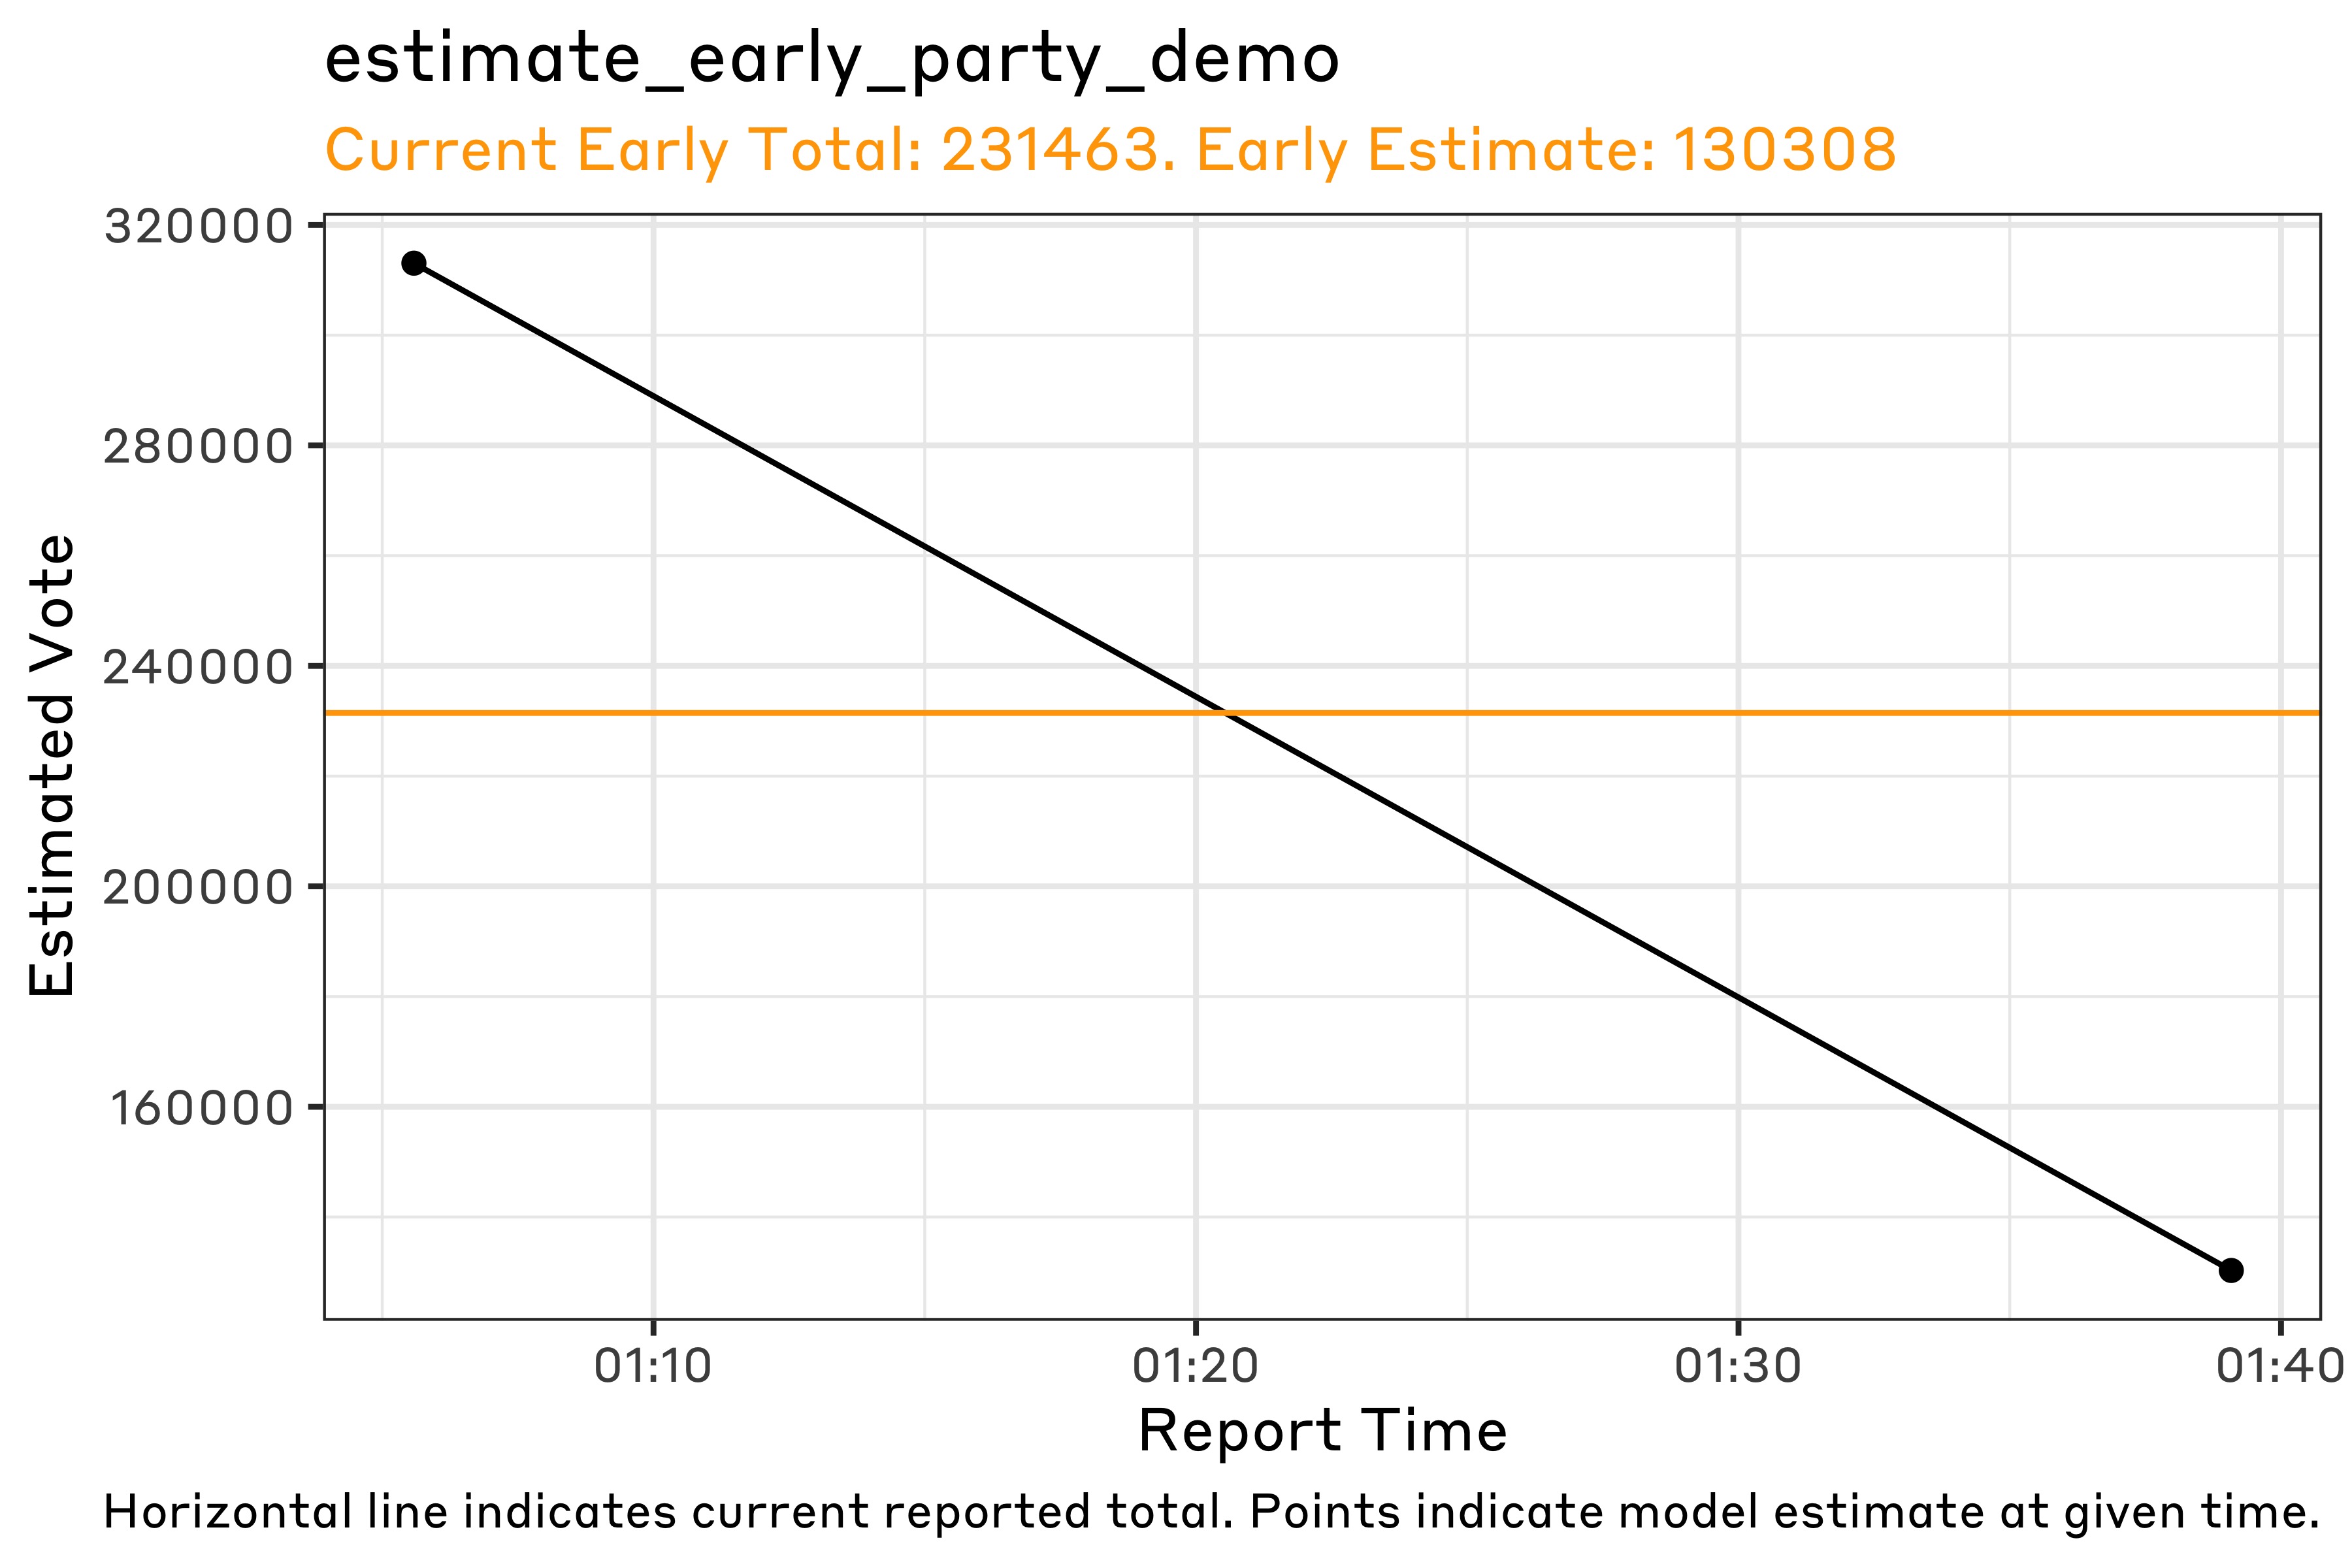 estimate_early_party_demo
Current Early Total: 231463. Early Estimate: 130308
320000
280000
240000
200000
160000
Estimated Vote
01:10
01:20
01:30
01:40
Report Time
Horizontal line indicates current reported total. Points indicate model estimate at given time.